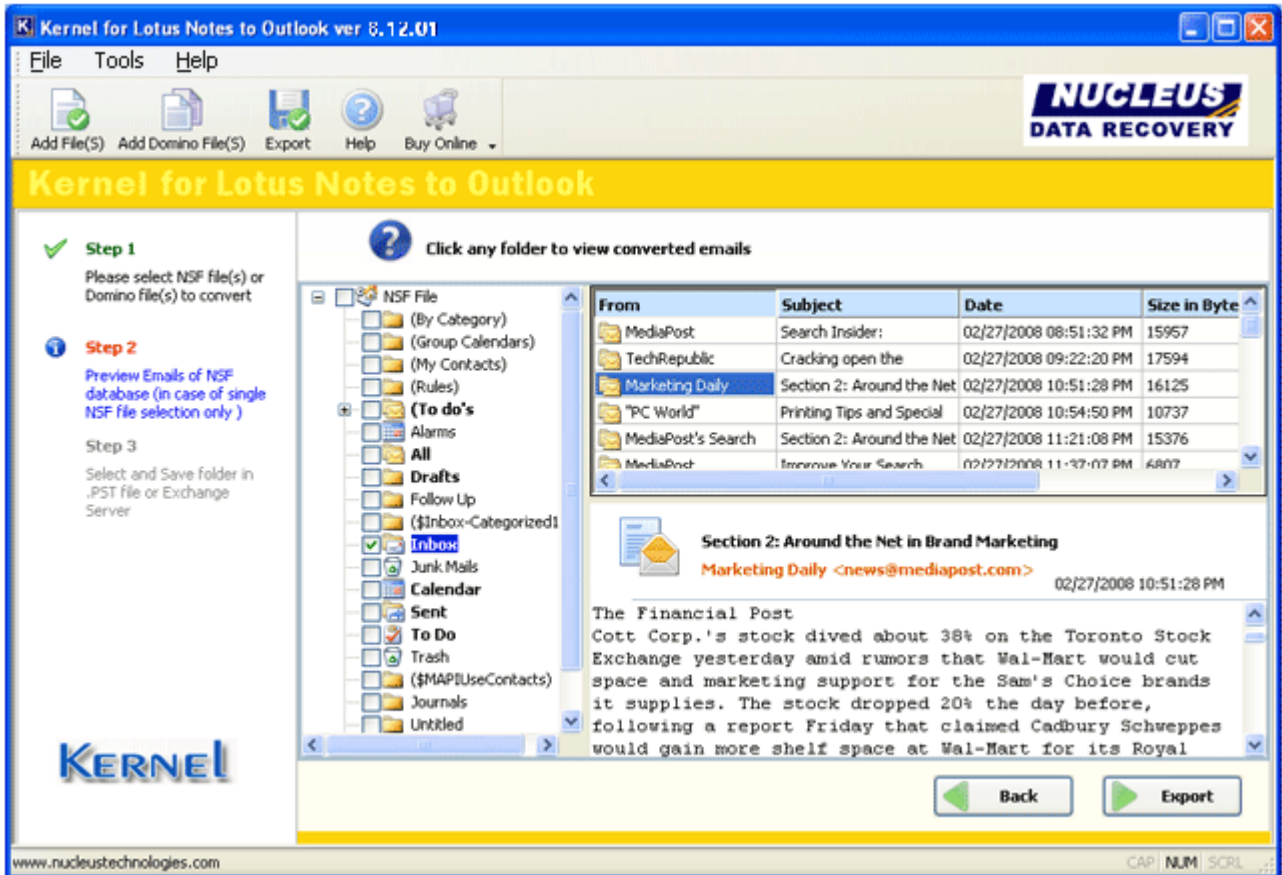 Kernel for Lotus Notes to Outlook ver 8.12.01
File Tools Help
Add File(S) Add Domino File(S) Export Help Buy Online
NUCLEUS
DATA RECOVERY
Kernel for Lotus Notes to Outlook
Step 1
Please select NSF file(s) or
Domino file(s) to convert
Step 2
Preview Emails of NSF
database (in case of single
NSF file selection only )
Step 3
Select and Save folder in
.PST file or Exchange
Server
KERNEL
Click any folder to view converted emails
NSF File
(By Category)
(Group Calendars)
(My Contacts)
(Rules)
(To do's
Alarms
All
Drafts
Follow Up
($Inbox-Categorized1
Inbox
Junk Mails
Calendar
Sent
To Do
Trash
($MAPIUseContacts)
Journals
Untitled
From Subject Date Size in Byte
MediaPost Search Insider: 02/27/2008 08:51:32 PM 15957
TechRepublic Cracking open the 02/27/2008 09:22:20 PM 17594
Marketing Daily Section 2: Around the Net 02/27/2008 10:51:28 PM 16125
"PC World" Printing Tips and Special 02/27/2008 10:54:50 PM 10737
MediaPost's Search Section 2: Around the Net 02/27/2008 11:21:08 PM 15376
MediaPost Improve Your Search 02/27/2008 11:37:07 PM 6807
Section 2: Around the Net in Brand Marketing
Marketing Daily <news@mediapost.com>
02/27/2008 10:51:28 PM
The Financial Post
Cott Corp.'s stock dived about 38% on the Toronto Stock
Exchange yesterday amid rumors that Wal-Mart would cut
space and marketing support for the Sam's Choice brands
it supplies. The stock dropped 20% the day before,
following a report Friday that claimed Cadbury Schweppes
would gain more shelf space at Wal-Mart for its Royal
Back Export
www.nucleustechnologies.com CAP NUM SCRL